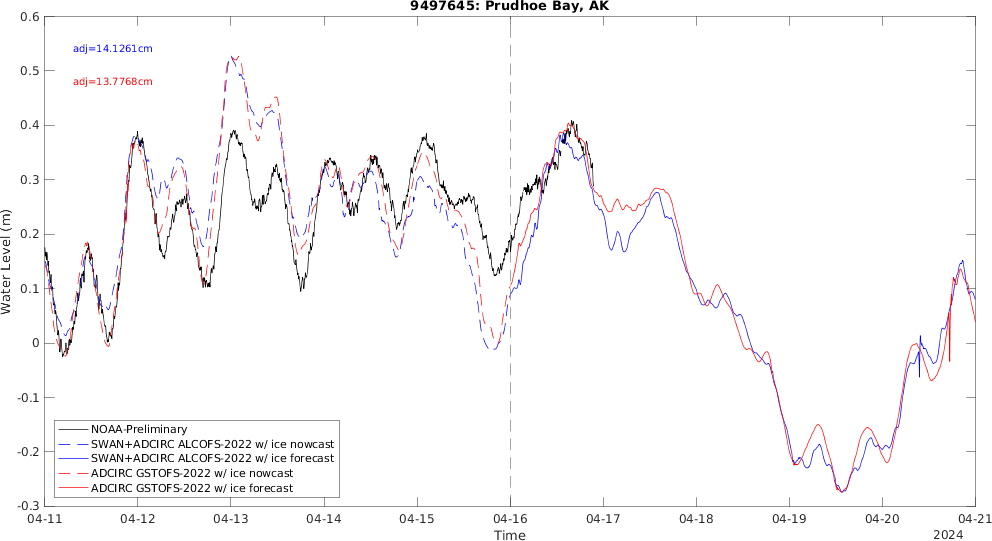 9497645: Prudhoe Bay, AK
0.6
0.5
0.4
0.3
0.2
0.1
0
-0.1
-0.2
-0.3
Water Level (m)
adj=14.1261cm
adj=13.7768cm
NOAA-Preliminary
SWAN+ADCIRC ALCOFS-2022 w/ ice nowcast
SWAN+ADCIRC ALCOFS-2022 w/ ice forecast
ADCIRC GSTOFS-2022 w/ ice nowcast
ADCIRC GSTOFS-2022 w/ ice forecast
04-11 04-12 04-13 04-14 04-15 04-16 04-17 04-18 04-19 04-20 04-21
Time
2024